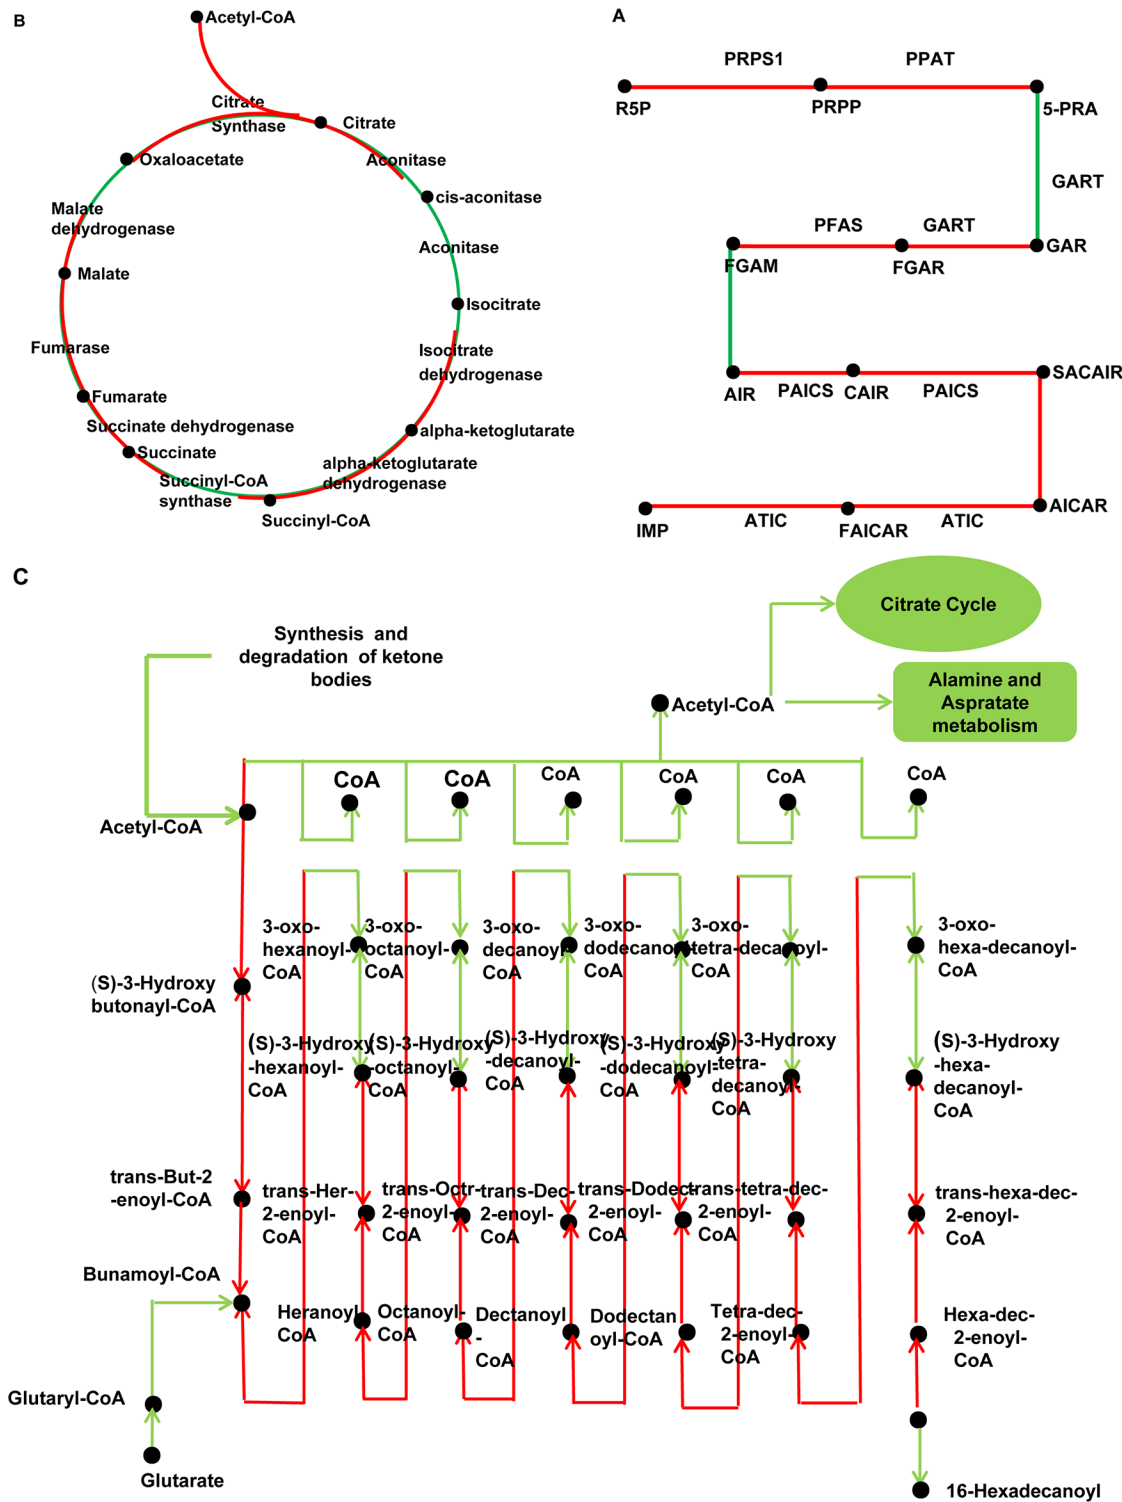 B
Acetyl-CoA
Citrate
Synthase
Citrate
Aconitase
Oxaloacetate
cis-aconitase
Malate
dehydrogenase
Aconitase
Malate
Isocitrate
Fumarase
Isocitrate
dehydrogenase
Fumarate
Succinate dehydrogenase
alpha-ketoglutarate
Succinate
alpha-ketoglutarate
dehydrogenase
Succinyl-CoA
synthase
Succinyl-CoA
A
PRPS1
PPAT
R5P
PRPP
5-PRA
GART
PFAS
GART
GAR
FGAM
FGAR
SACAIR
AIR
PAICS
CAIR
PAICS
AICAR
IMP
ATIC
FAICAR
ATIC
C
Citrate Cycle
Synthesis and
degradation of ketone
bodies
Alamine and
Aspratate
metabolism
Acetyl-CoA
CoA
CoA
CoA
CoA
CoA
CoA
Acetyl-CoA
3-oxo-
hexanoyl-
CoA
3-oxo-
octanoyl-
CoA
3-oxo-
decanoyl-
CoA
3-oxo-
dodecanoyl-
CoA
3-oxo-
tetra-decanoyl-
CoA
3-oxo-
hexa-decanoyl-
CoA
(S)-3-Hydroxy
butonayl-CoA
(S)-3-Hydroxy
-hexanoyl-
CoA
(S)-3-Hydroxy
-octanoyl-
CoA
(S)-3-Hydroxy
-decanoyl-
CoA
(S)-3-Hydroxy
-dodecanoyl-
CoA
(S)-3-Hydroxy
-tetra-
decanoyl-
CoA
(S)-3-Hydroxy
-hexa-
decanoyl-
CoA
trans-But-2
-enoyl-CoA
trans-Her-
2-enoyl-
CoA
trans-Octr-
2-enoyl-
CoA
trans-Dec-
2-enoyl-
CoA
trans-Dodec-
2-enoyl-
CoA
trans-tetra-dec-
2-enoyl-
CoA
trans-hexa-dec-
2-enoyl-
CoA
Bunamoyl-CoA
Heranoyl
CoA
Octanoyl-
CoA
Dectanoyl
-
CoA
Dodectan
oyl-CoA
Tetra-dec-
2-enoyl-
CoA
Hexa-dec-
2-enoyl-
CoA
Glutaryl-CoA
Glutarate
16-Hexadecanoyl